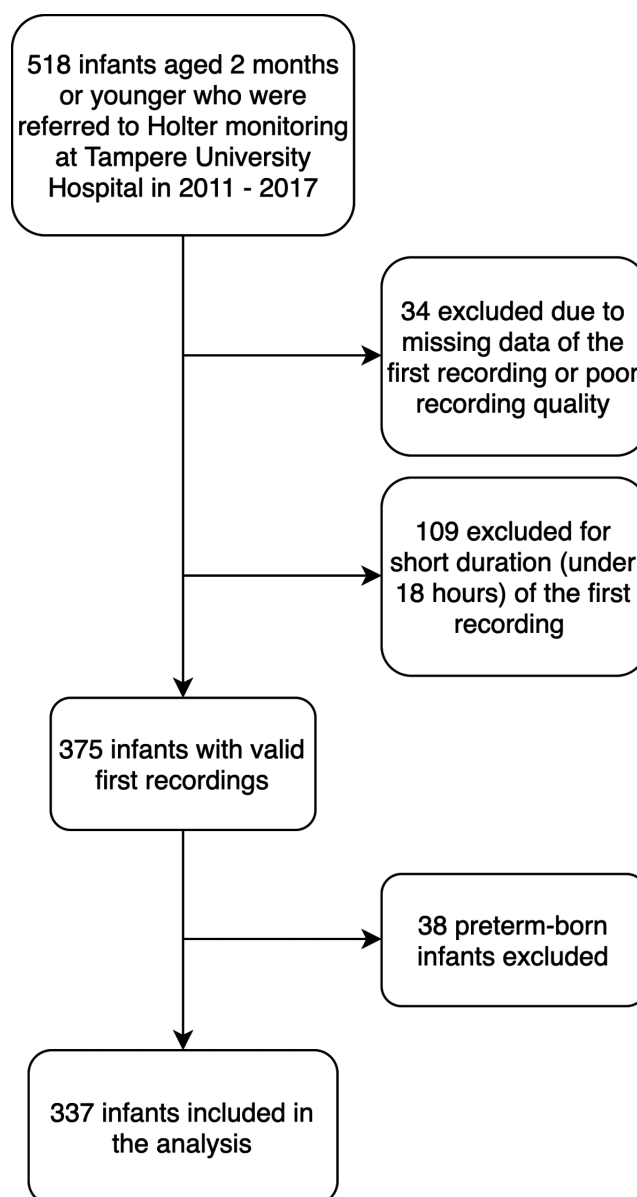 518 infants aged 2 months
or younger who were
referred to Holter monitoring
at Tampere University
Hospital in 2011 - 2017
34 excluded due to
missing data of the
first recording or poor
recording quality
109 excluded for
short duration (under
18 hours) of the first
recording
375 infants with valid
first recordings
38 preterm-born
infants excluded
337 infants included in
the analysis